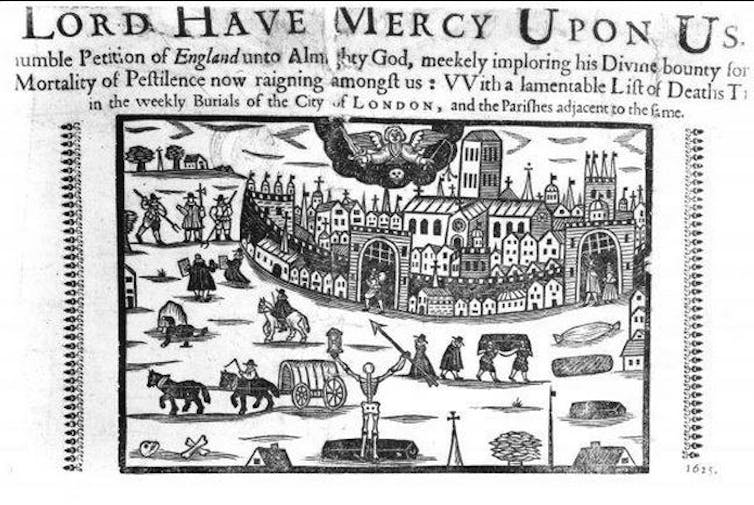 LORD HAVE MERCY UPON US.
umble Petition of England unto Almighty God, meekely imploring his Divine bounty for
Mortality of Pestilence now raigning amongst us : VVith a lamentable List of Deaths
in the weekly Burials of the City of LONDON, and the Parishes adjacent to the same.
1625.